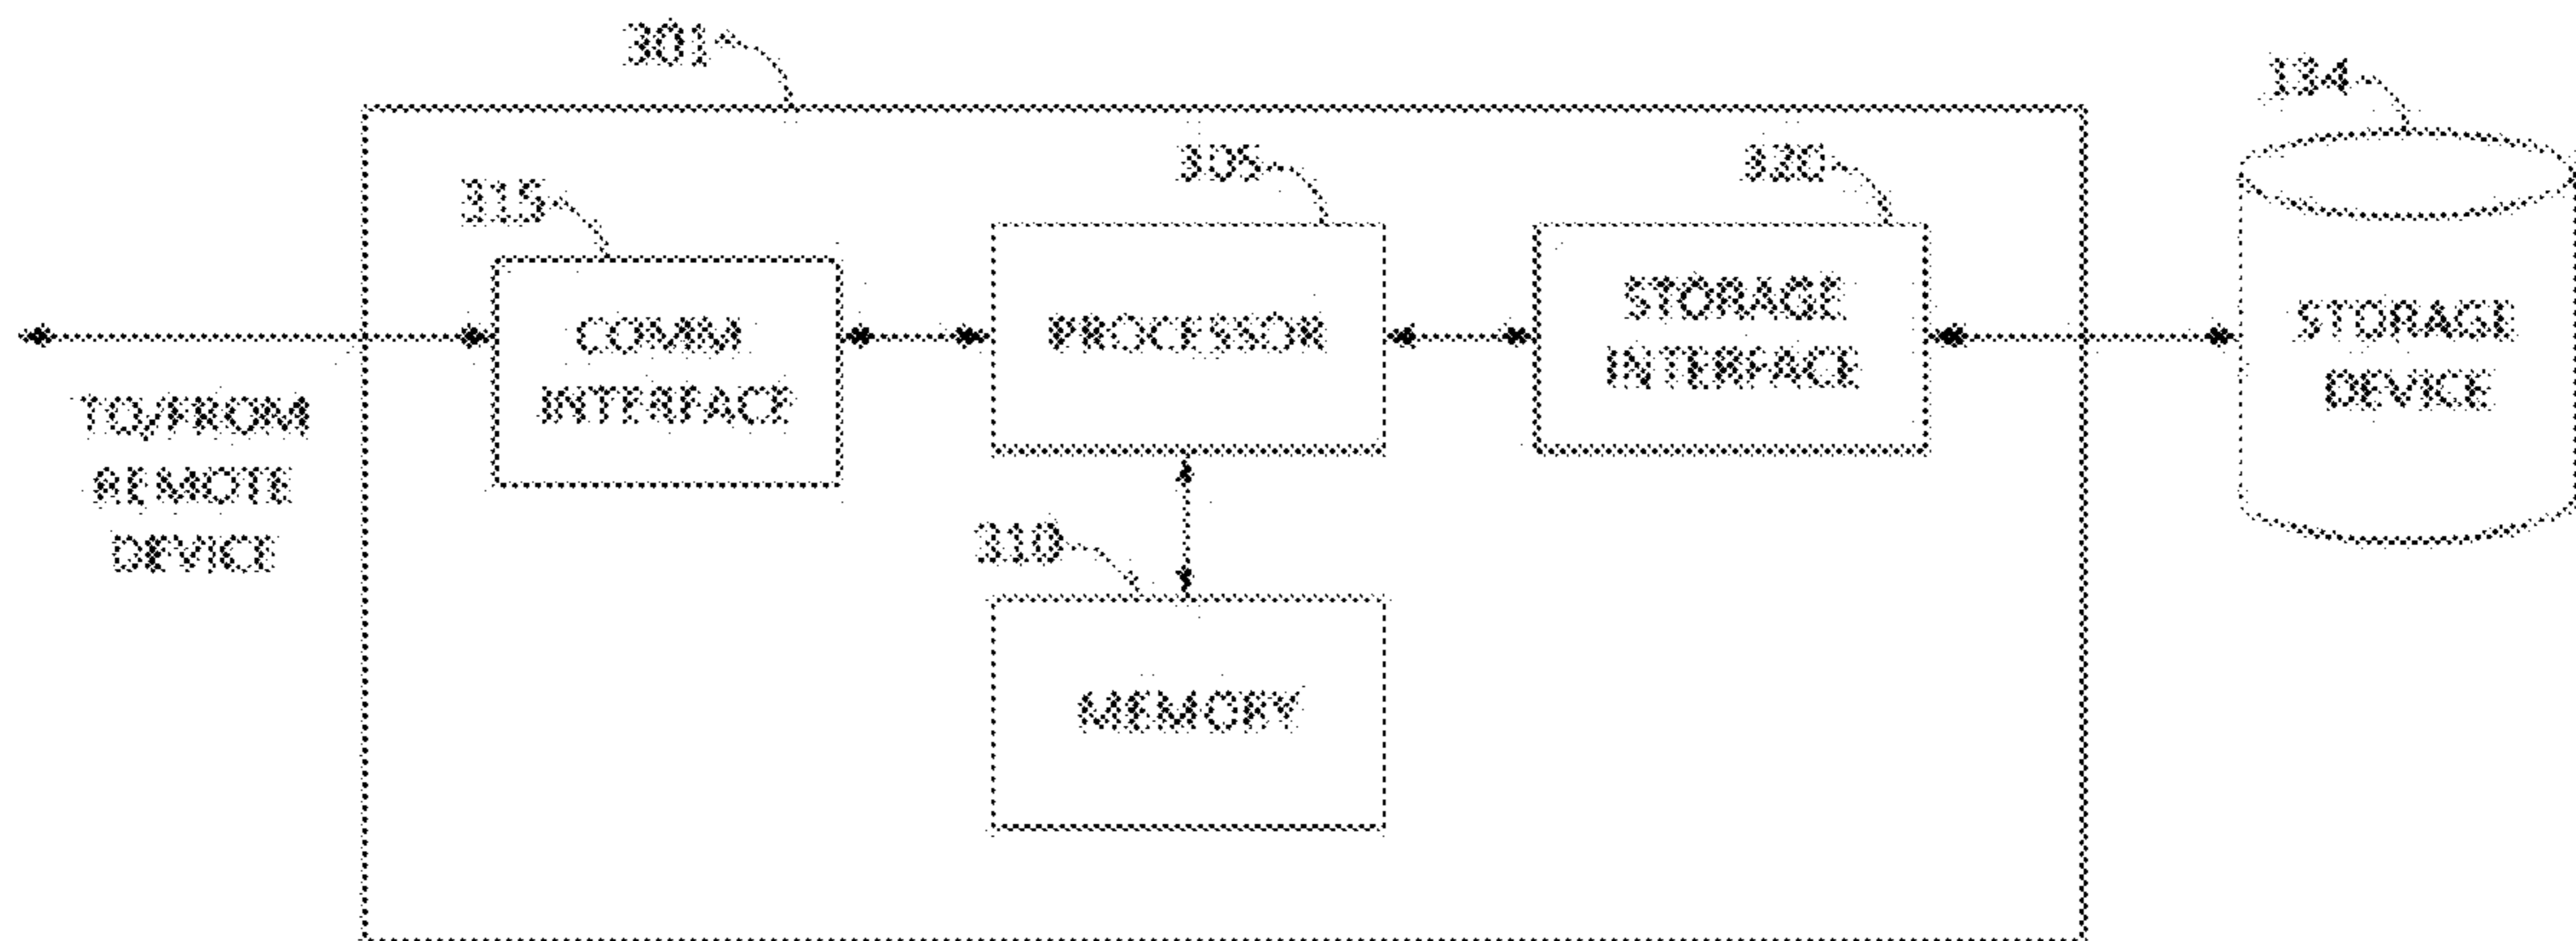 301
134
305
320
315
COMM
INTERFACE
PROCESSOR
STORAGE
INTERFACE
STORAGE
DEVICE
TO/FROM
REMOTE
DEVICE
310
MEMORY